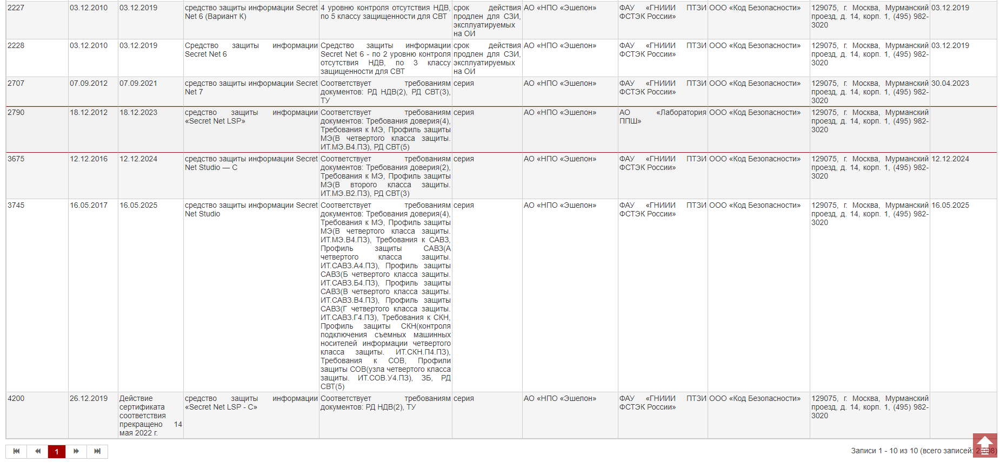 2227 03.12.2010 03.12.2019 средство защиты информации Secret 4 уровню контроля отсутствия НДВ, срок действия АО «НПО «Эшелон» ФАУ «ГНИИИ ПТЗИ ООО «Код Безопасности» 129075, г. Москва, Мурманский 03.12.2019
Net 6 (Вариант К) по 5 классу защищенности для СВТ продлен для СЗИ, ФСТЭК России» проезд, д. 14, корп. 1, (495) 982-
эксплуатируемых 3020
на ОИ
2228 03.12.2010 03.12.2019 Средство защиты информации Средство защиты информации срок действия АО «НПО «Эшелон» ФАУ «ГНИИИ ПТЗИ ООО «Код Безопасности» 129075, г. Москва, Мурманский 03.12.2019
Secret Net 6 Secret Net 6 - по 2 уровню контроля продлен для СЗИ, ФСТЭК России» проезд, д. 14, корп. 1, (495) 982-
отсутствия НДВ, по 3 классу эксплуатируемых 3020
защищенности для СВТ на ОИ
2707 07.09.2012 07.09.2021 средство защиты информации Secret Соответствует требованиям серия АО «НПО «Эшелон» ФАУ «ГНИИИ ПТЗИ ООО «Код Безопасности» 129075, г. Москва, Мурманский 30.04.2023
Net 7 документов: РД НДВ(2), РД СВТ(3), ФСТЭК России» проезд, д. 14, корп. 1, (495) 982-
ТУ 3020
2790 18.12.2012 18.12.2023 средство защиты информации Соответствует требованиям серия АО «НПО «Эшелон» АО «Лаборатория ООО «Код Безопасности» 129075, г. Москва, Мурманский
«Secret Net LSP» документов: Требования доверия(4), ППШ» проезд, д. 14, корп. 1, (495) 982-
Требования к МЭ, Профиль защиты 3020
МЭ(В четвертого класса защиты.
ИТ.МЭ.В4.ПЗ), РД СВТ(5)
3675 12.12.2016 12.12.2024 средство защиты информации Secret Соответствует требованиям серия АО «НПО «Эшелон» ФАУ «ГНИИИ ПТЗИ ООО «Код Безопасности» 129075, г. Москва, Мурманский 12.12.2024
Net Studio — C документов: Требования доверия(2), ФСТЭК России» проезд, д. 14, корп. 1, (495) 982-
Требования к МЭ, Профиль защиты 3020
МЭ(В второго класса защиты.
ИТ.МЭ.В2.ПЗ), РД СВТ(3)
3745 16.05.2017 16.05.2025 средство защиты информации Secret Соответствует требованиям серия АО «НПО «Эшелон» ФАУ «ГНИИИ ПТЗИ ООО «Код Безопасности» 129075, г. Москва, Мурманский 16.05.2025
Net Studio документов: Требования доверия(4), ФСТЭК России» проезд, д. 14, корп. 1, (495) 982-
Требования к МЭ, Профиль защиты 3020
МЭ(В четвертого класса защиты.
ИТ.МЭ.В4.ПЗ), Требования к САВЗ,
Профиль защиты САВЗ(А
четвертого класса защиты.
ИТ.САВЗ.А4.ПЗ), Профиль защиты
САВЗ(Б четвертого класса защиты.
ИТ.САВЗ.Б4.ПЗ), Профиль защиты
САВЗ(В четвертого класса защиты.
ИТ.САВЗ.В4.ПЗ), Профиль защиты
САВЗ(Г четвертого класса защиты.
ИТ.САВЗ.Г4.ПЗ), Требования к СКН,
Профиль защиты СКН(контроля
подключения съемных машинных
носителей информации четвертого
класса защиты. ИТ.СКН.П4.ПЗ),
Требования к СОВ, Профили
защиты СОВ(узла четвертого класса
защиты. ИТ.СОВ.У4.ПЗ), ЗБ, РД
СВТ(5)
4200 26.12.2019 Действие средство защиты информации Соответствует требованиям серия АО «НПО «Эшелон» ФАУ «ГНИИИ ПТЗИ ООО «Код Безопасности» 129075, г. Москва, Мурманский
сертификата «Secret Net LSP - C» документов: РД НДВ(2), ТУ ФСТЭК России» проезд, д. 14, корп. 1, (495) 982-
соответствия 3020
прекращено 14
мая 2022 г.
1 Записи 1 - 10 из 10 (всего записей: 2 008)